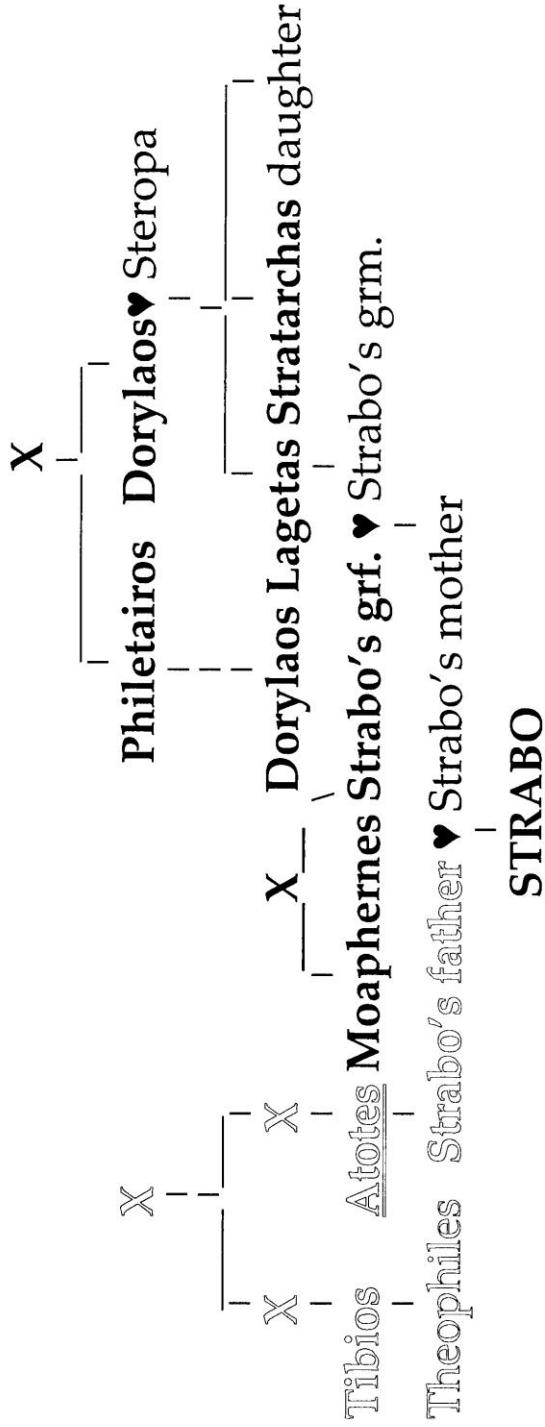 X
Philetairos Dorylaos♥Steropa
X
X Dorylaos Lagetas Stratarchas daughter
X X
Tibios Atotes Moaphernes Strabo's grf. ♥ Strabo's grm.
Theophiles Strabo's father ♥ Strabo's mother
STRABO